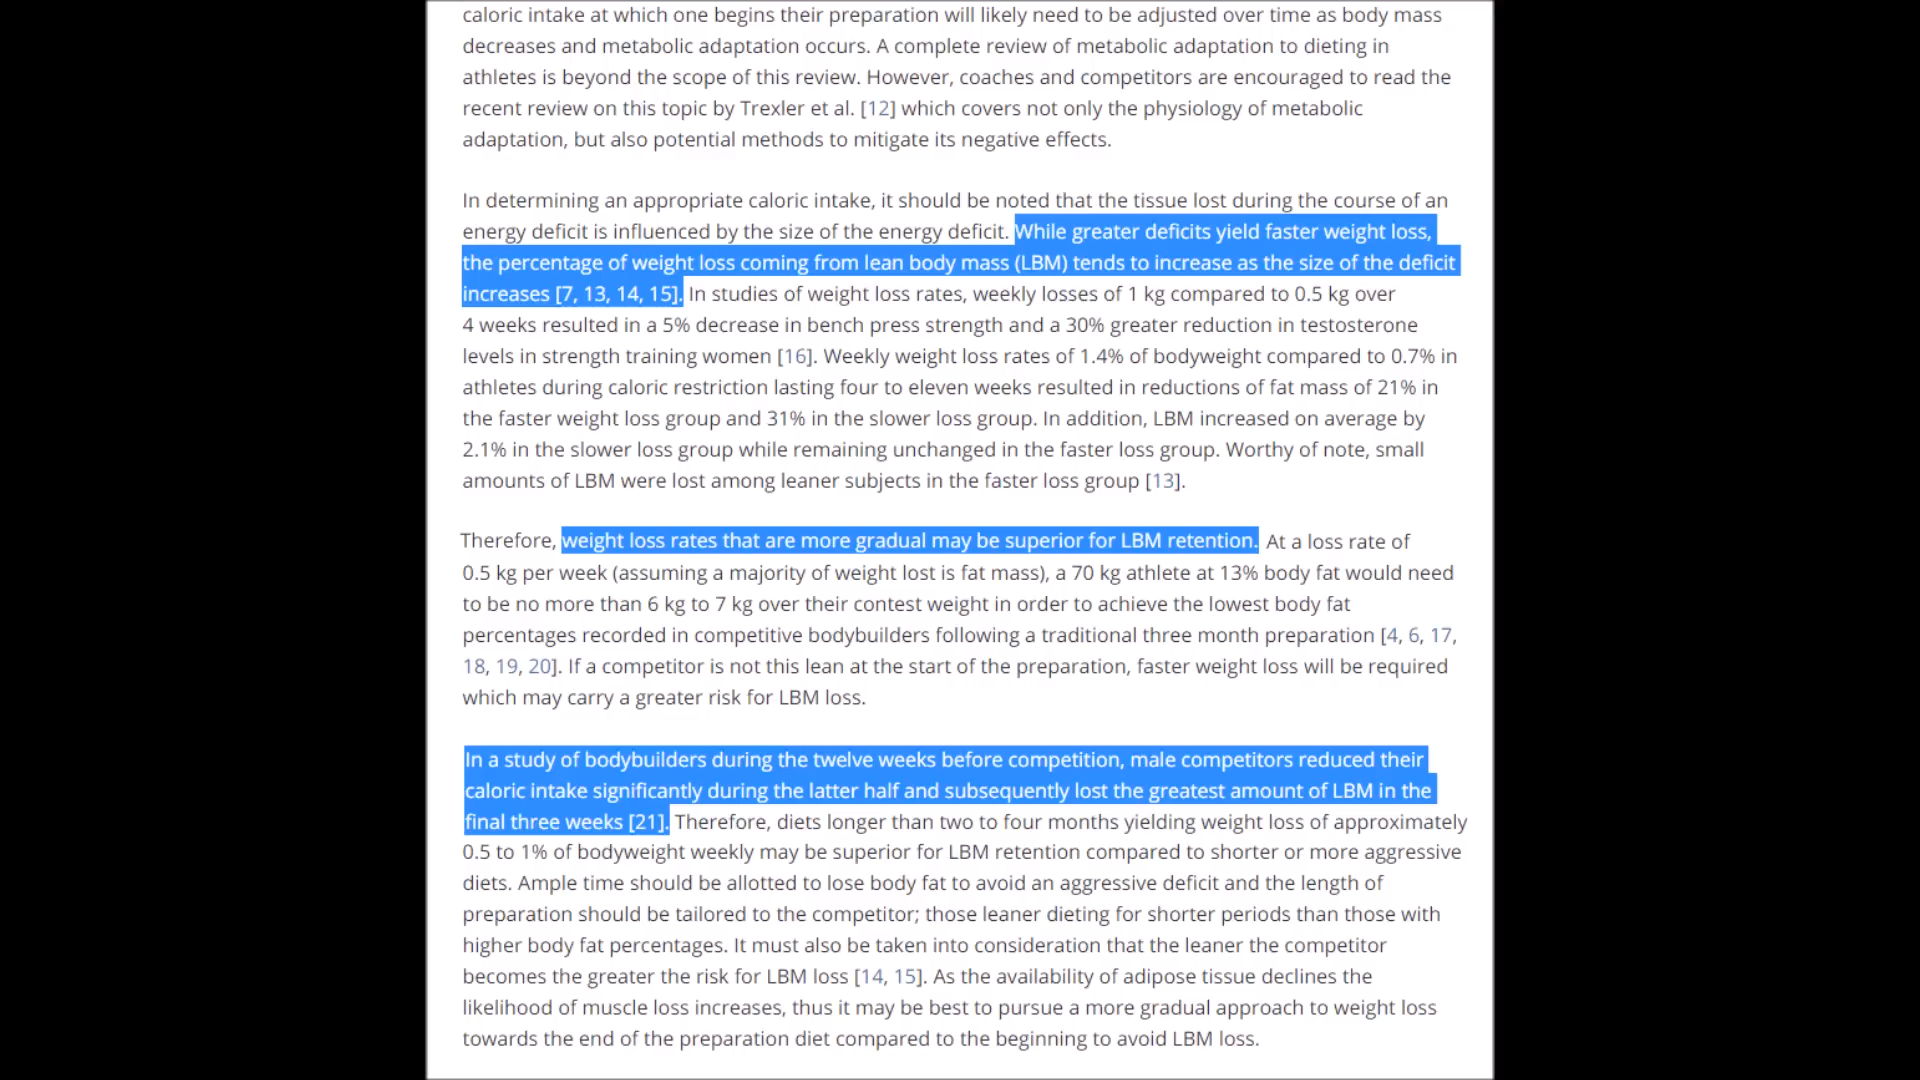 caloric intake at which one begins their preparation will likely need to be adjusted over time as body mass
decreases and metabolic adaptation occurs. A complete review of metabolic adaptation to dieting in
athletes is beyond the scope of this review. However, coaches and competitors are encouraged to read the
recent review on this topic by Trexler et al. [12] which covers not only the physiology of metabolic
adaptation, but also potential methods to mitigate its negative effects.
In determining an appropriate caloric intake, it should be noted that the tissue lost during the course of an
energy deficit is influenced by the size of the energy deficit. While greater deficits yield faster weight loss,
the percentage of weight loss coming from lean body mass (LBM) tends to increase as the size of the deficit
increases [7, 13, 14, 15]. In studies of weight loss rates, weekly losses of 1 kg compared to 0.5 kg over
4 weeks resulted in a 5% decrease in bench press strength and a 30% greater reduction in testosterone
levels in strength training women [16]. Weekly weight loss rates of 1.4% of bodyweight compared to 0.7% in
athletes during caloric restriction lasting four to eleven weeks resulted in reductions of fat mass of 21% in
the faster weight loss group and 31% in the slower loss group. In addition, LBM increased on average by
2.1% in the slower loss group while remaining unchanged in the faster loss group. Worthy of note, small
amounts of LBM were lost among leaner subjects in the faster loss group [13].
Therefore, weight loss rates that are more gradual may be superior for LBM retention. At a loss rate of
0.5 kg per week (assuming a majority of weight lost is fat mass), a 70 kg athlete at 13% body fat would need
to be no more than 6 kg to 7 kg over their contest weight in order to achieve the lowest body fat
percentages recorded in competitive bodybuilders following a traditional three month preparation [4, 6, 17,
18, 19, 20]. If a competitor is not this lean at the start of the preparation, faster weight loss will be required
which may carry a greater risk for LBM loss.
In a study of bodybuilders during the twelve weeks before competition, male competitors reduced their
caloric intake significantly during the latter half and subsequently lost the greatest amount of LBM in the
final three weeks [21]. Therefore, diets longer than two to four months yielding weight loss of approximately
0.5 to 1% of bodyweight weekly may be superior for LBM retention compared to shorter or more aggressive
diets. Ample time should be allotted to lose body fat to avoid an aggressive deficit and the length of
preparation should be tailored to the competitor; those leaner dieting for shorter periods than those with
higher body fat percentages. It must also be taken into consideration that the leaner the competitor
becomes the greater the risk for LBM loss [14, 15]. As the availability of adipose tissue declines the
likelihood of muscle loss increases, thus it may be best to pursue a more gradual approach to weight loss
towards the end of the preparation diet compared to the beginning to avoid LBM loss.